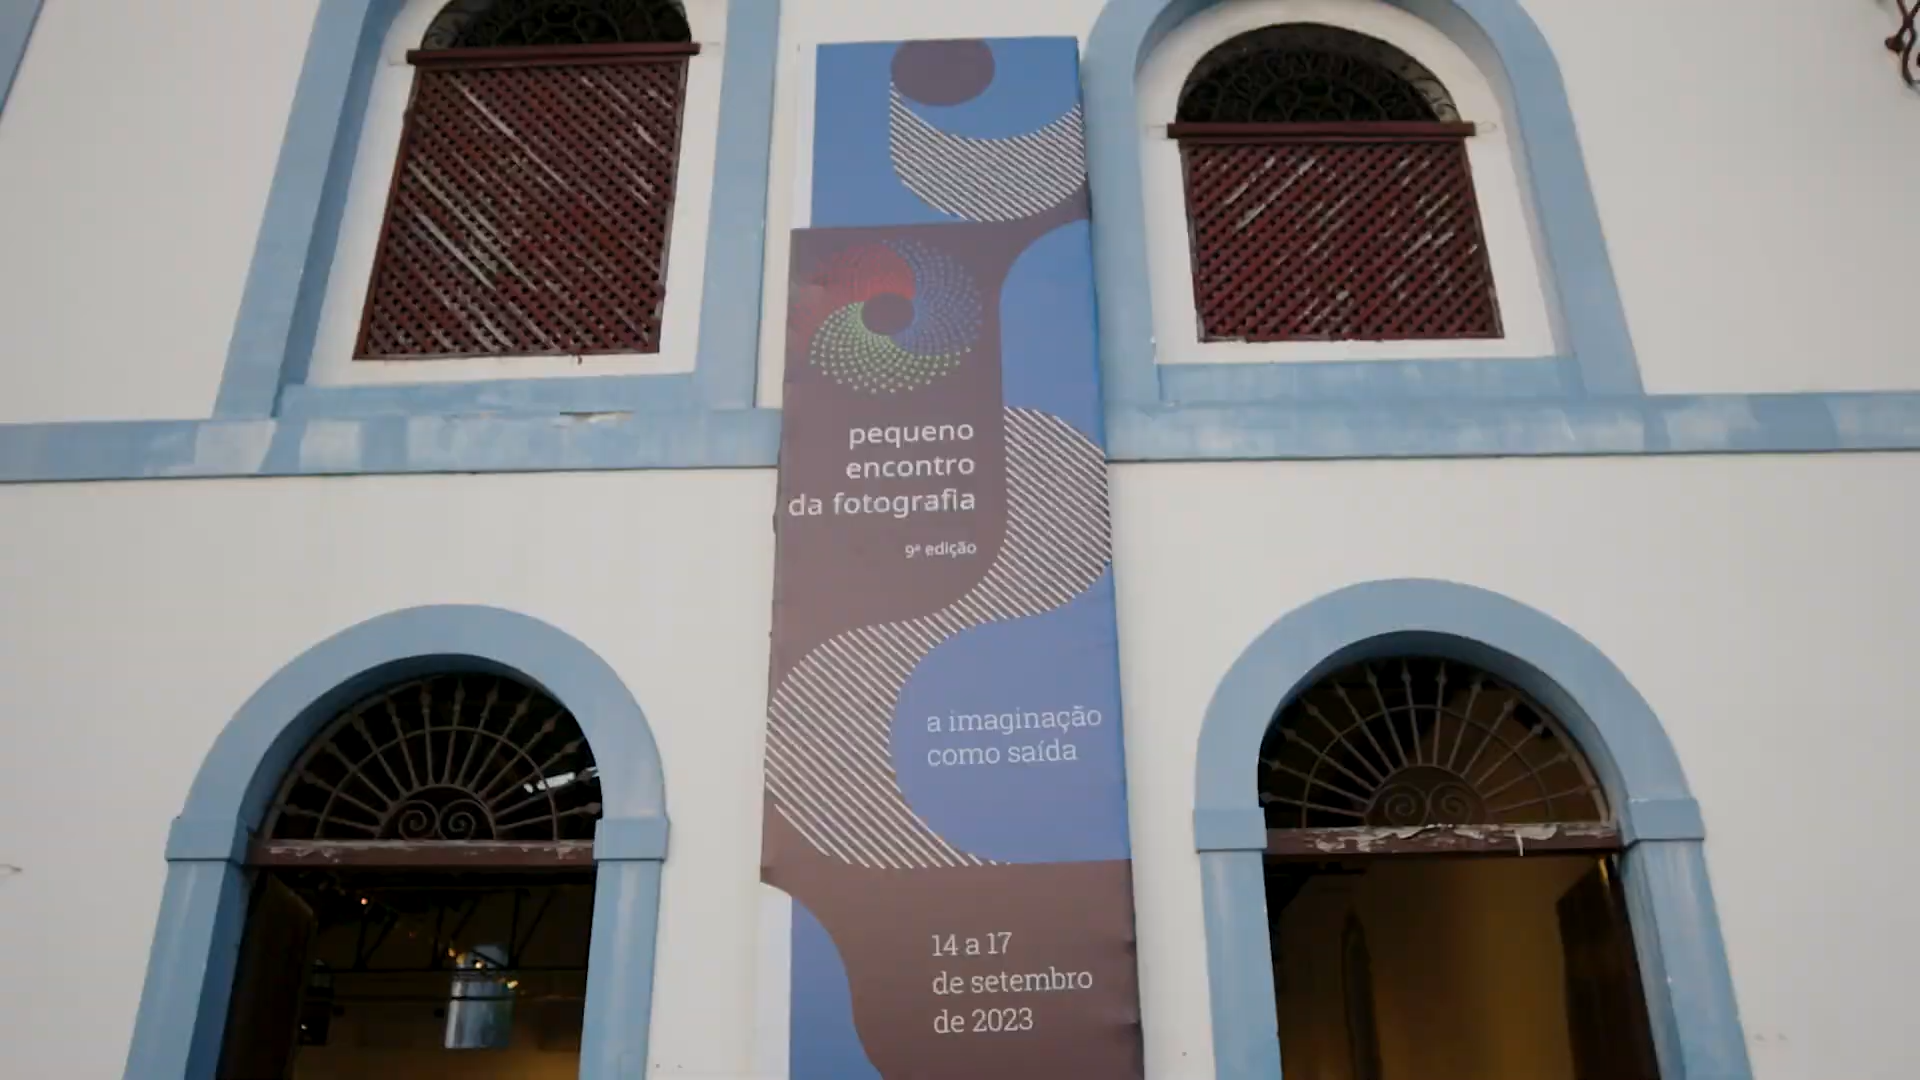 pequeno
encontro
da fotografia
9ª edição
a imaginação
como saída
14 a 17
de setembro
de 2023